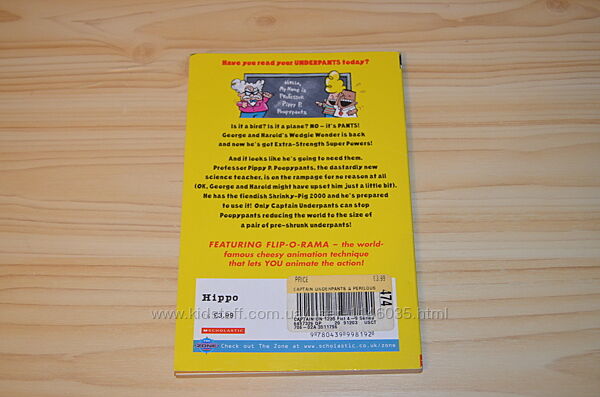 Have you read your UNDERPANTS today?
Hello,
My Name is
Professor
Pippy P.
Poopypants
Is it a bird? Is it a plane? NO – it's PANTS!
George and Harold's Wedgie Wonder is back
and now he's got Extra-Strength Super Powers!
And it looks like he's going to need them.
Professor Pippy P. Poopypants, the dastardly new
science teacher, is on the rampage for no reason at all
(OK, George and Harold might have upset him just a little bit).
He has the fiendish Shrinky-Pig 2000 and he's prepared
to use it! Only Captain Underpants can stop
Poopypants reducing the world to the size of
a pair of pre-shrunk underpants!
FEATURING FLIP-O-RAMA – the world-
famous cheesy animation technique
that lets YOU animate the action!
Hippo
£3.99
SCHOLASTIC
PRICE £3.99
CAPTAIN UNDERPANTS & PERILOUS
474
9 780439 998192
THE ZONE
Check out The Zone at www.scholastic.co.uk/zone